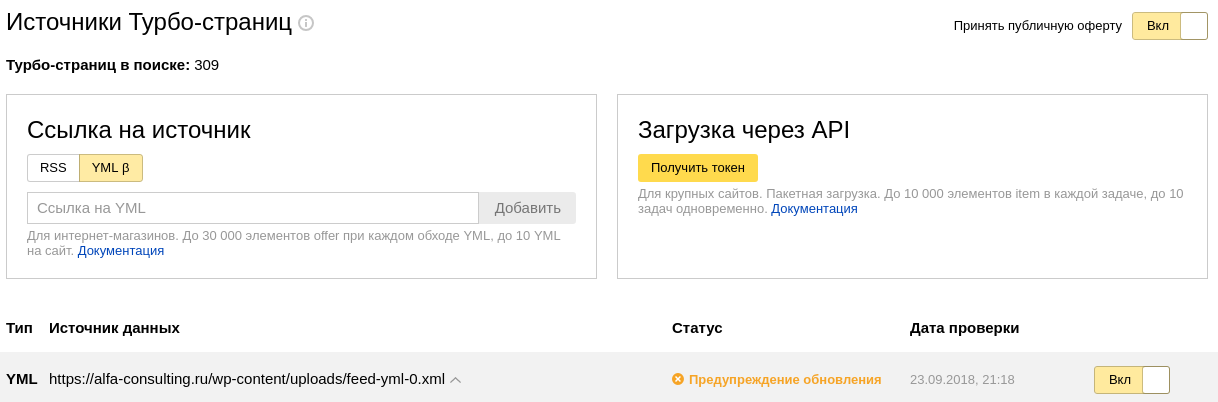 Источники Турбо-страниц
Принять публичную оферту Вкл
Турбо-страниц в поиске: 309
Ссылка на источник
RSS YML β
Ссылка на YML Добавить
Для интернет-магазинов. До 30 000 элементов offer при каждом обходе YML, до 10 YML
на сайт. Документация
Загрузка через API
Получить токен
Для крупных сайтов. Пакетная загрузка. До 10 000 элементов item в каждой задаче, до 10
задач одновременно. Документация
Тип Источник данных Статус Дата проверки
YML https://alfa-consulting.ru/wp-content/uploads/feed-yml-0.xml Предупреждение обновления 23.09.2018, 21:18 Вкл